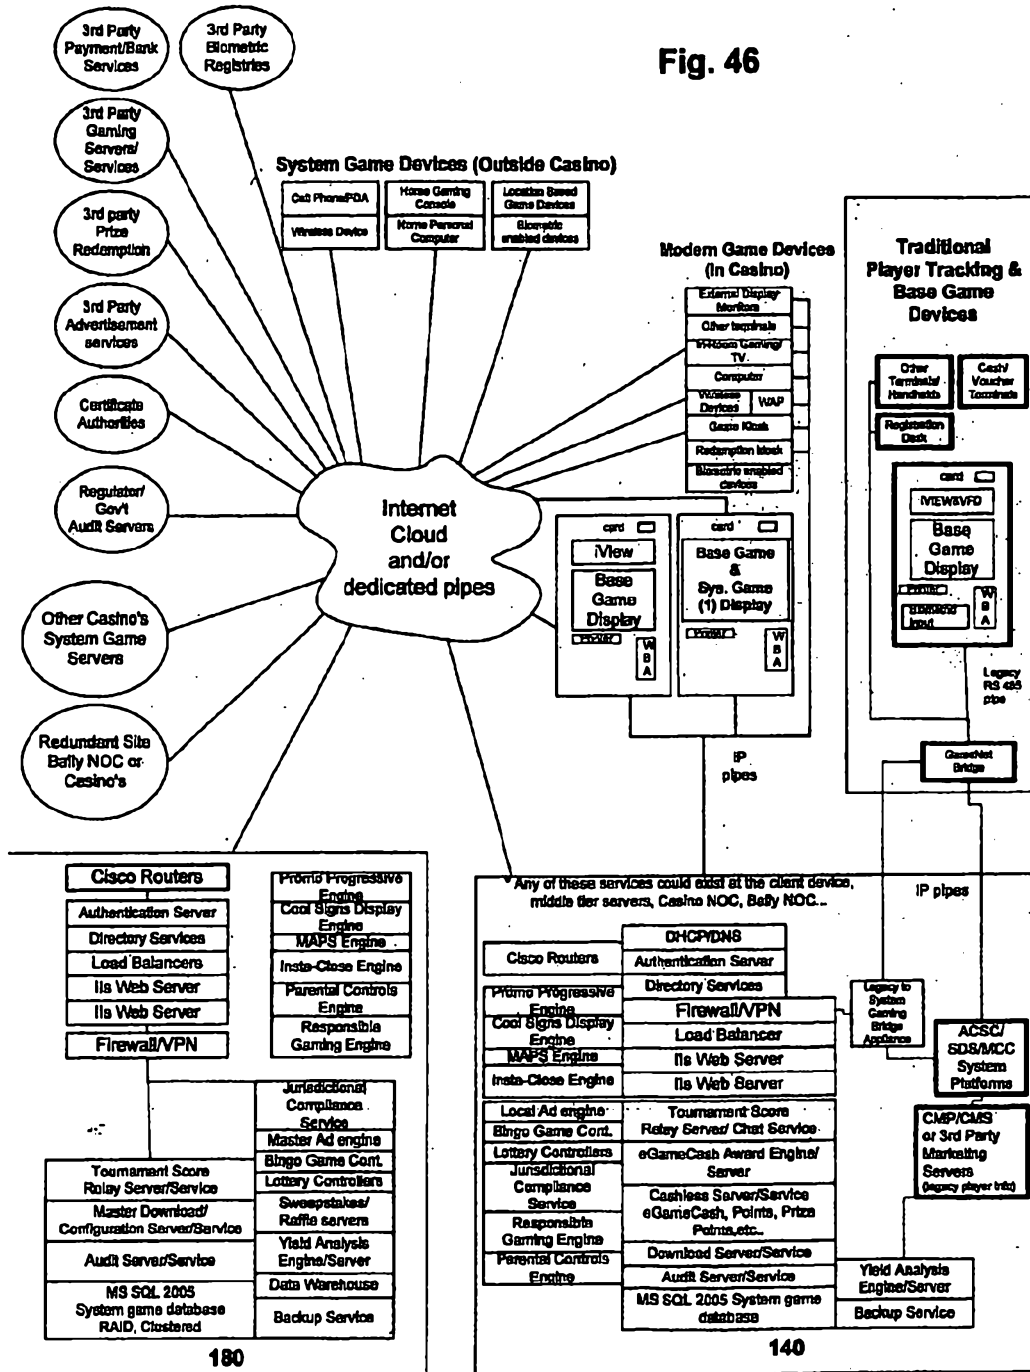 Fig. 46
3rd Party
Payment/Bank
Services
3rd Party
Biometric
Registries
3rd Party
Gaming
Servers/
Services
3rd party
Prize
Redemption
3rd Party
Advertisement
services
Certificate
Authorities
Regulator/
Gov't
Audit Servers
Other Casino's
System Game
Servers
Redundant Site
Bally NOC or
Casino's
System Game Devices (Outside Casino)
Cell Phone/PDA
Wireless Device
Home Gaming
Console
Home Personal
Computer
Location Based
Game Devices
Biometric
enabled devices
Internet
Cloud
and/or
dedicated pipes
Modern Game Devices
(In Casino)
External Display
Monitors
Other terminals
In-Room Gaming/
TV
Computer
Wireless
Devices
WAP
Game Kiosk
Redemption kiosk
Biometric enabled
devices
card
iView
Base
Game
Display
Printer
W
B
A
card
Base Game
&
Sys. Game
(1) Display
Printer
W
B
A
IP
pipes
Traditional
Player Tracking &
Base Game
Devices
Other
Terminals/
Handhelds
Cash/
Voucher
Terminals
Registration
Desk
card
Base
Game
Display
Printer
Input
W
B
A
Legacy
RS 485
pipe
GameNet
Bridge
IP pipes
Cisco Routers
Authentication Server
Directory Services
Load Balancers
IIs Web Server
IIs Web Server
Firewall/VPN
Promo Progressive
Engine
Cool Signs Display
Engine
MAPS Engine
Insta-Close Engine
Parental Controls
Engine
Responsible
Gaming Engine
Jurisdictional
Compliance
Service
Master Ad engine
Bingo Game Cont.
Lottery Controllers
Sweepstakes/
Raffle servers
Yield Analysis
Engine/Server
Data Warehouse
Backup Service
Tournament Score
Relay Server/Service
Master Download/
Configuration Server/Service
Audit Server/Service
MS SQL 2005
System game database
RAID, Clustered
180
Any of these services could exist at the client device,
middle tier servers, Casino NOC, Bally NOC...
Cisco Routers
Promo Progressive
Engine
Cool Signs Display
Engine
MAPS Engine
Insta-Close Engine
Local Ad engine
Bingo Game Cont.
Lottery Controllers
Jurisdictional
Compliance
Service
Responsible
Gaming Engine
Parental Controls
Engine
DHCP/DNS
Authentication Server
Directory Services
Firewall/VPN
Load Balancer
IIs Web Server
IIs Web Server
Tournament Score
Relay Server/ Chat Service
eGameCash Award Engine/
Server
Cashless Server/Service
eGameCash, Points, Prize
Points,etc..
Download Server/Service
Audit Server/Service
MS SQL 2005 System game
database
Legacy to
System
Gaming
Bridge
Appliance
ACSC/
SDS/MCC
System
Platforms
CMP/CMS
or 3rd Party
Marketing
Servers
(legacy player info)
Yield Analysis
Engine/Server
Backup Service
140